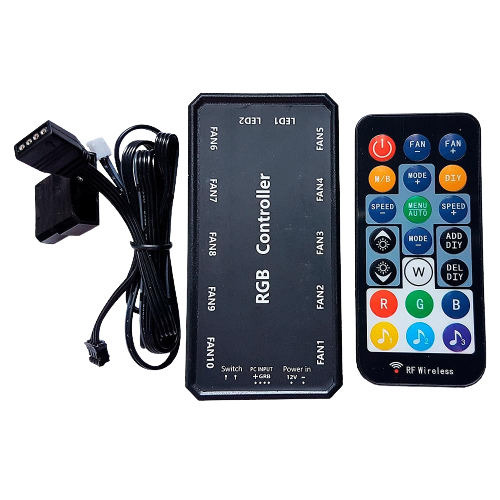 LED2
LED1
FAN6
FAN5
FAN7
FAN4
RGB Controller
FAN8
FAN3
FAN9
FAN2
FAN10
FAN1
Switch
PC INPUT
+GRB
Power in
12V -
FAN
-
FAN
+
M/B
MODE
+
DIY
SPEED
-
MENU
AUTO
SPEED
+
MODE
-
ADD
DIY
W
DEL
DIY
R
G
B
1
2
3
RF Wireless